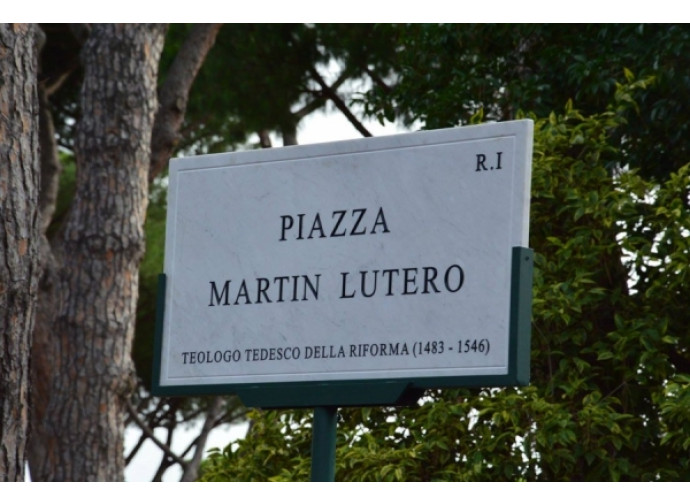 R.I
PIAZZA
MARTIN LUTERO
TEOLOGO TEDESCO DELLA RIFORMA (1483 - 1546)